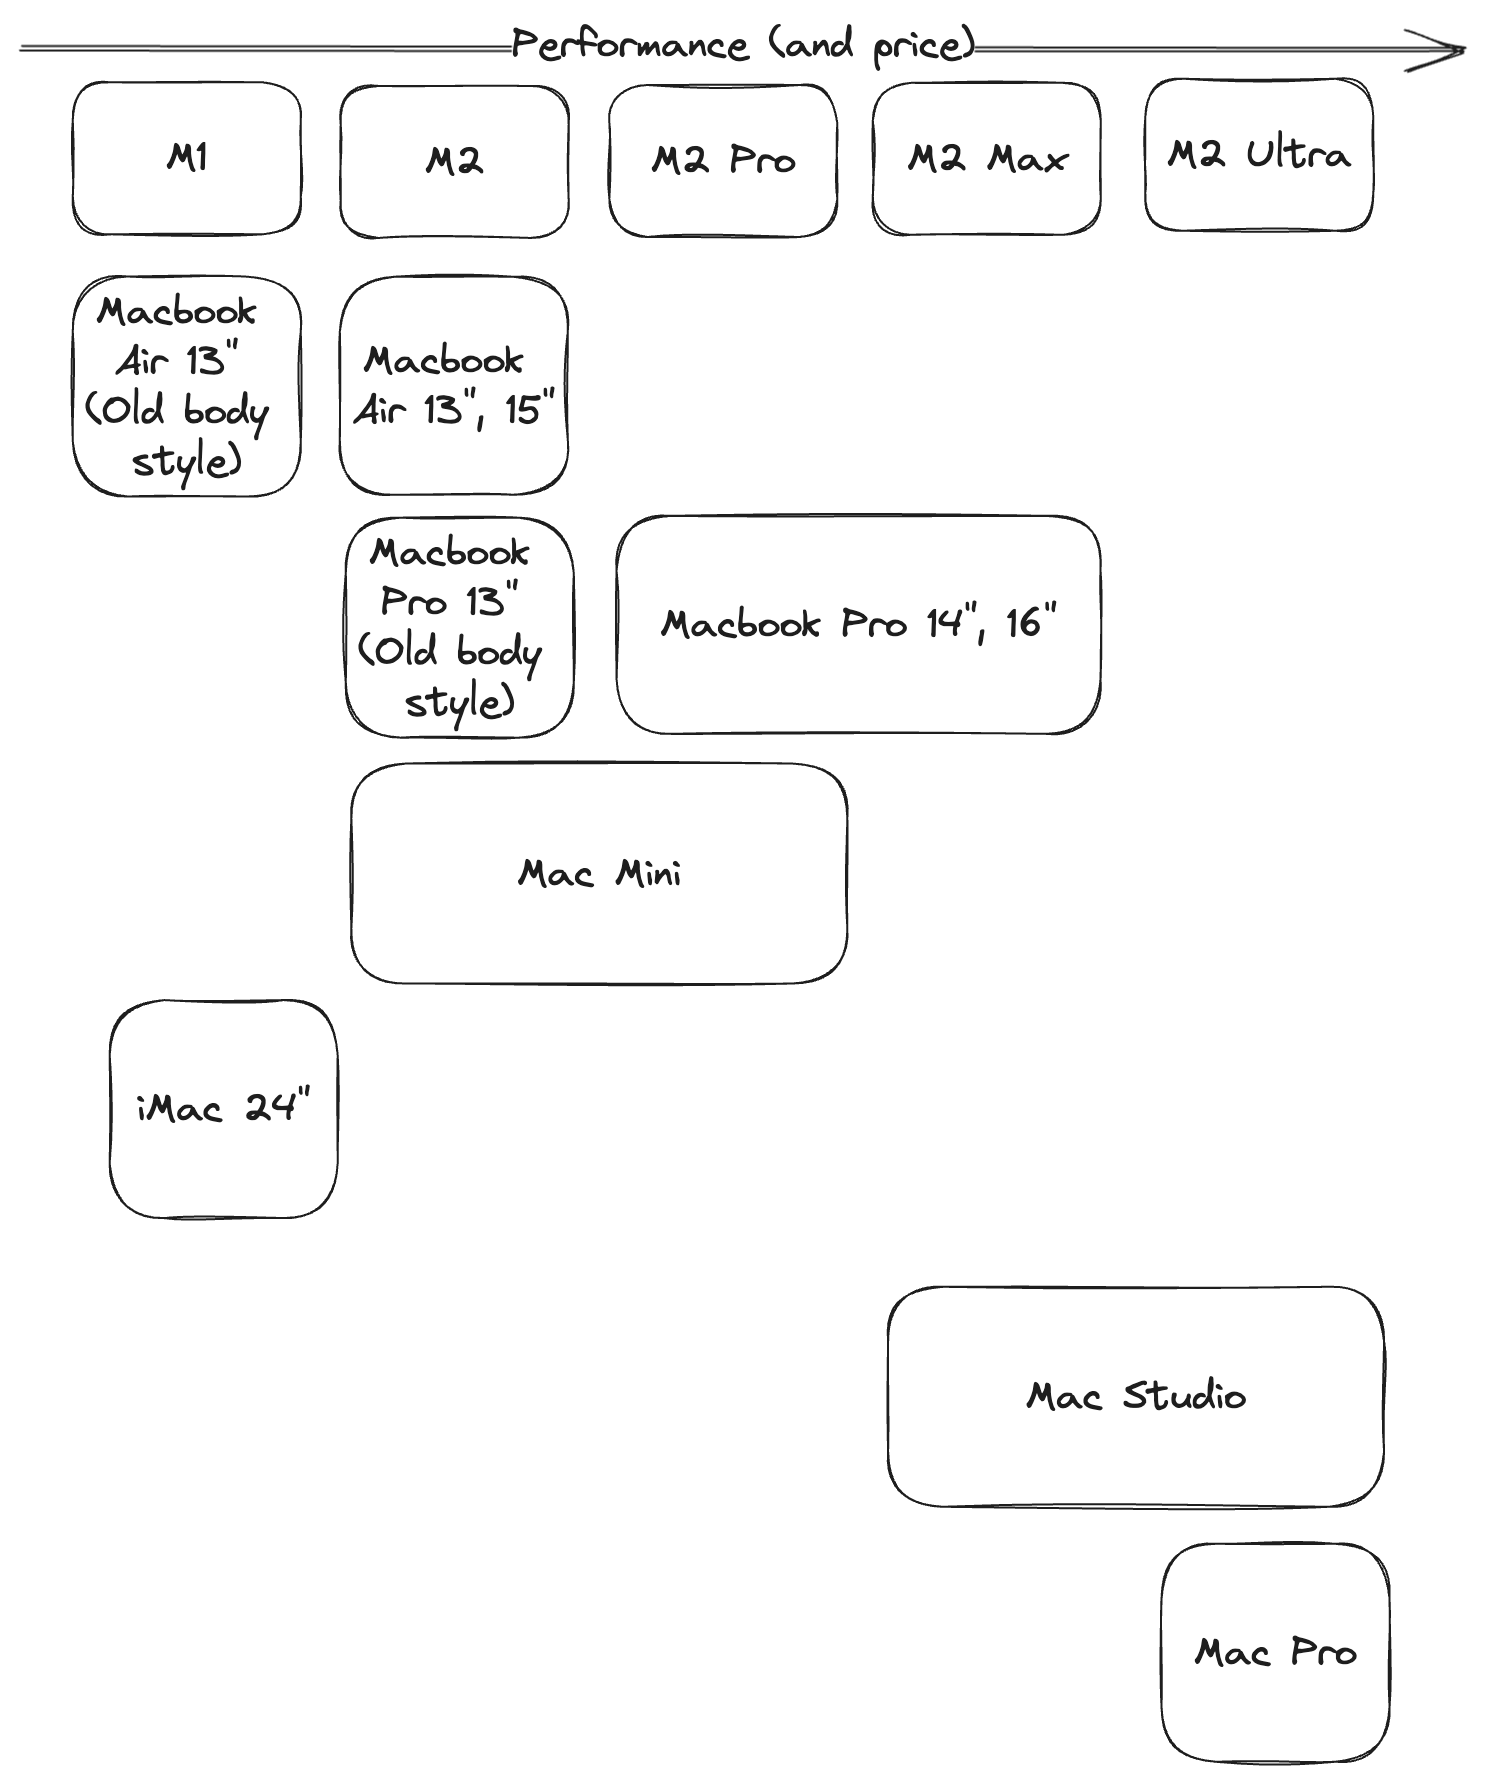 Performance (and price)
M1
M2
M2 Pro
M2 Max
M2 Ultra
Macbook
Air 13"
(Old body
style)
Macbook
Air 13", 15"
Macbook
Pro 13"
(Old body
style)
Macbook Pro 14", 16"
Mac Mini
iMac 24"
Mac Studio
Mac Pro